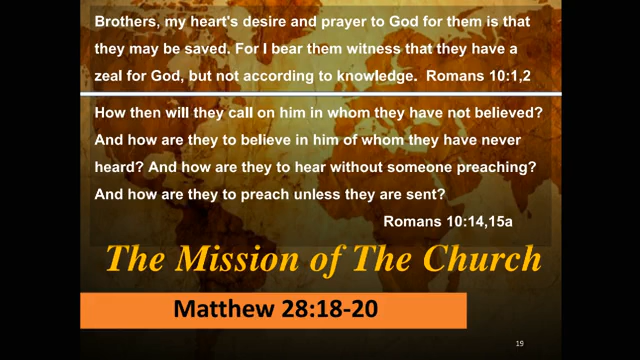 Brothers, my heart's desire and prayer to God for them is that
they may be saved. For I bear them witness that they have a
zeal for God, but not according to knowledge.  Romans 10:1,2
How then will they call on him in whom they have not believed?
And how are they to believe in him of whom they have never
heard? And how are they to hear without someone preaching?
And how are they to preach unless they are sent?
Romans 10:14,15a
The Mission of The Church
Matthew 28:18-20
19